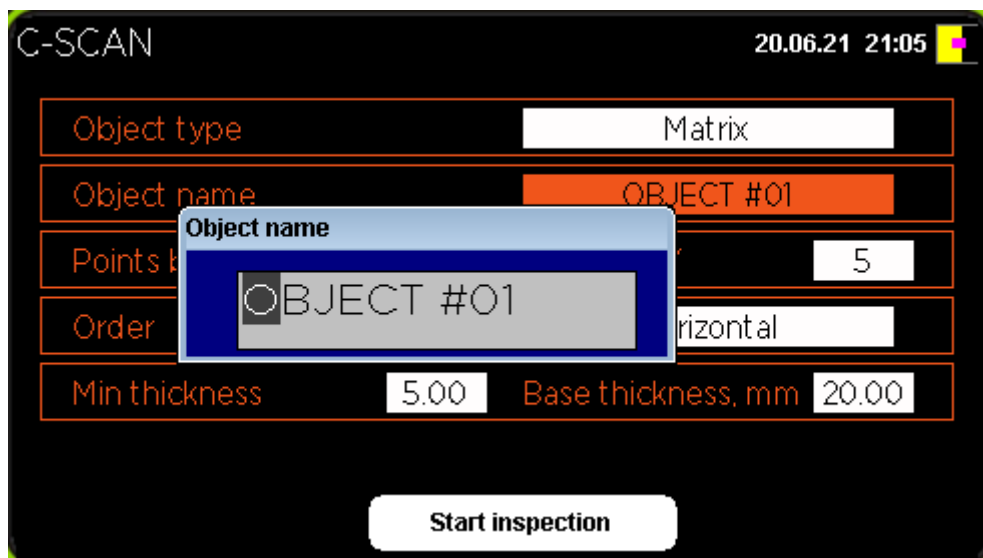 C-SCAN 20.06.21 21:05
Object type Matrix
Object name OBJECT #01
Object name
Points 5
OBJECT #01
Order
Min thickness 5.00 Base thickness, mm 20.00
Start inspection